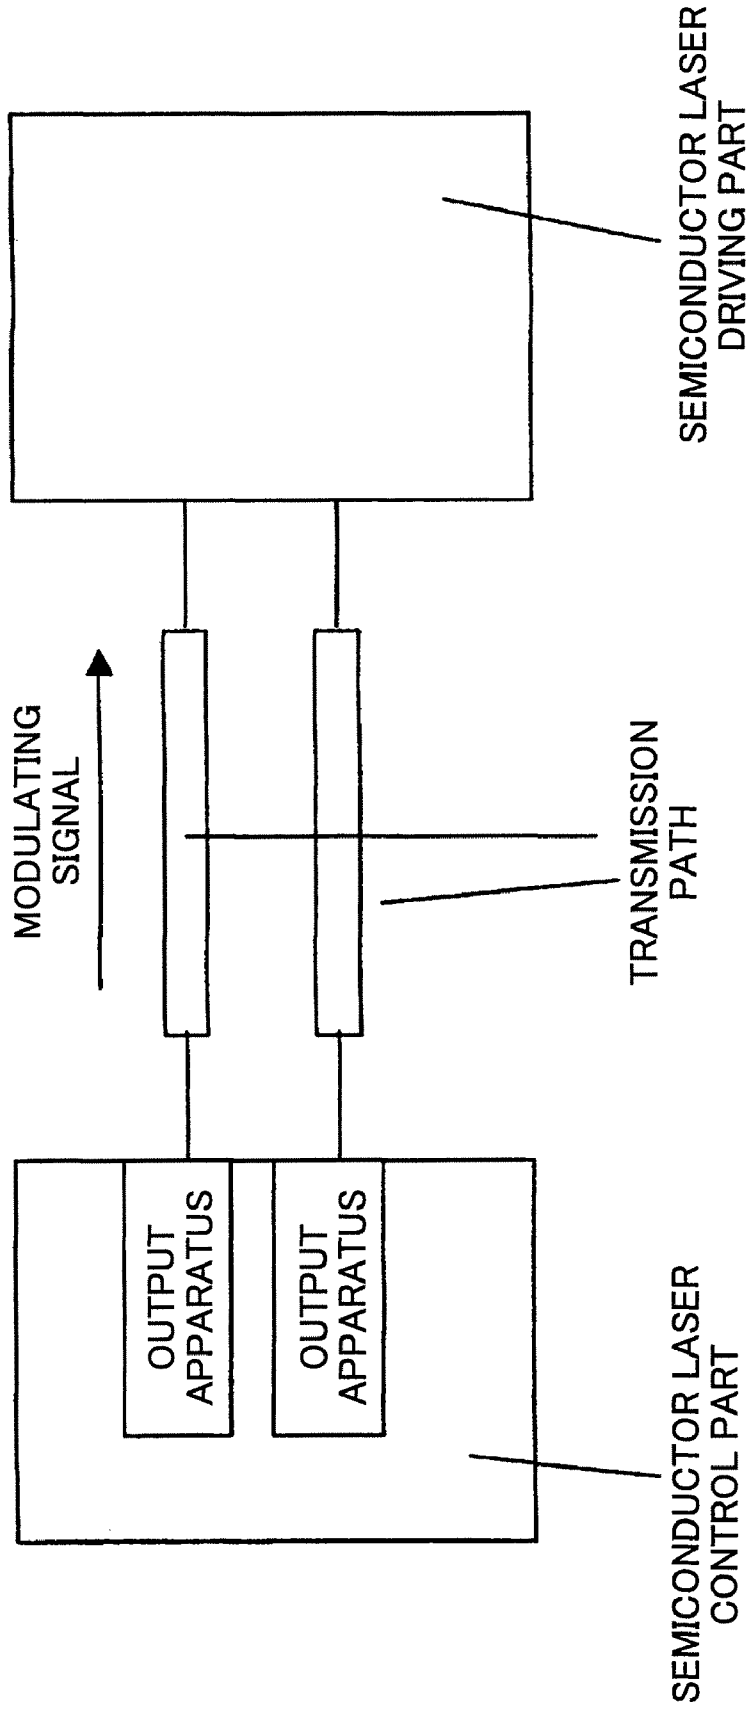 MODULATING
SIGNAL
OUTPUT
APPARATUS
OUTPUT
APPARATUS
TRANSMISSION
PATH
SEMICONDUCTOR LASER
CONTROL PART
SEMICONDUCTOR LASER
DRIVING PART